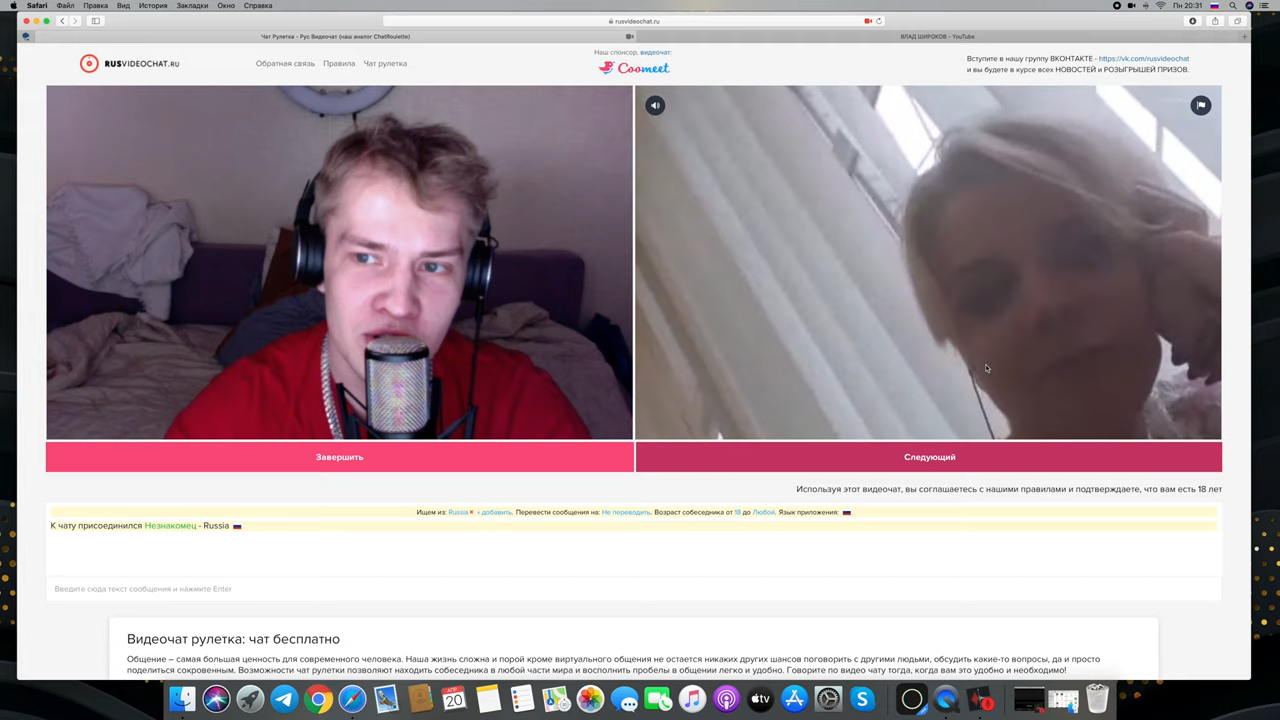 Safari Файл Правка Вид История Закладки Окно Справка
Пн 20:31
rusvideochat.ru
Чат Рулетка - Рус Видеочат (наш аналог ChatRoulette)
ВЛАД ШИРОКОВ - YouTube
RUSVIDEOCHAT.RU
Обратная связь Правила Чат рулетка
Наш спонсор, видеочат:
Coomeet
Вступите в нашу группу ВКОНТАКТЕ - https://vk.com/rusvideochat
и вы будете в курсе всех НОВОСТЕЙ и РОЗЫГРЫШЕЙ ПРИЗОВ.
Завершить
Следующий
Используя этот видеочат, вы соглашаетесь с нашими правилами и подтверждаете, что вам есть 18 лет
Ищем из: Russia × + добавить. Перевести сообщения на: Не переводить. Возраст собеседника от 18 до Любой. Язык приложения:
К чату присоединился Незнакомец - Russia
Введите сюда текст сообщения и нажмите Enter
Видеочат рулетка: чат бесплатно
Общение – самая большая ценность для современного человека. Наша жизнь сложна и порой кроме виртуального общения не остается никаких других шансов поговорить с другими людьми, обсудить какие-то вопросы, да и просто
поделиться сокровенным. Возможности чат рулетки позволяют находить собеседника в любой части мира и восполнить пробелы в общении легко и удобно. Говорите по видео чату тогда, когда вам это удобно и необходимо!
АПР
20
tv
S